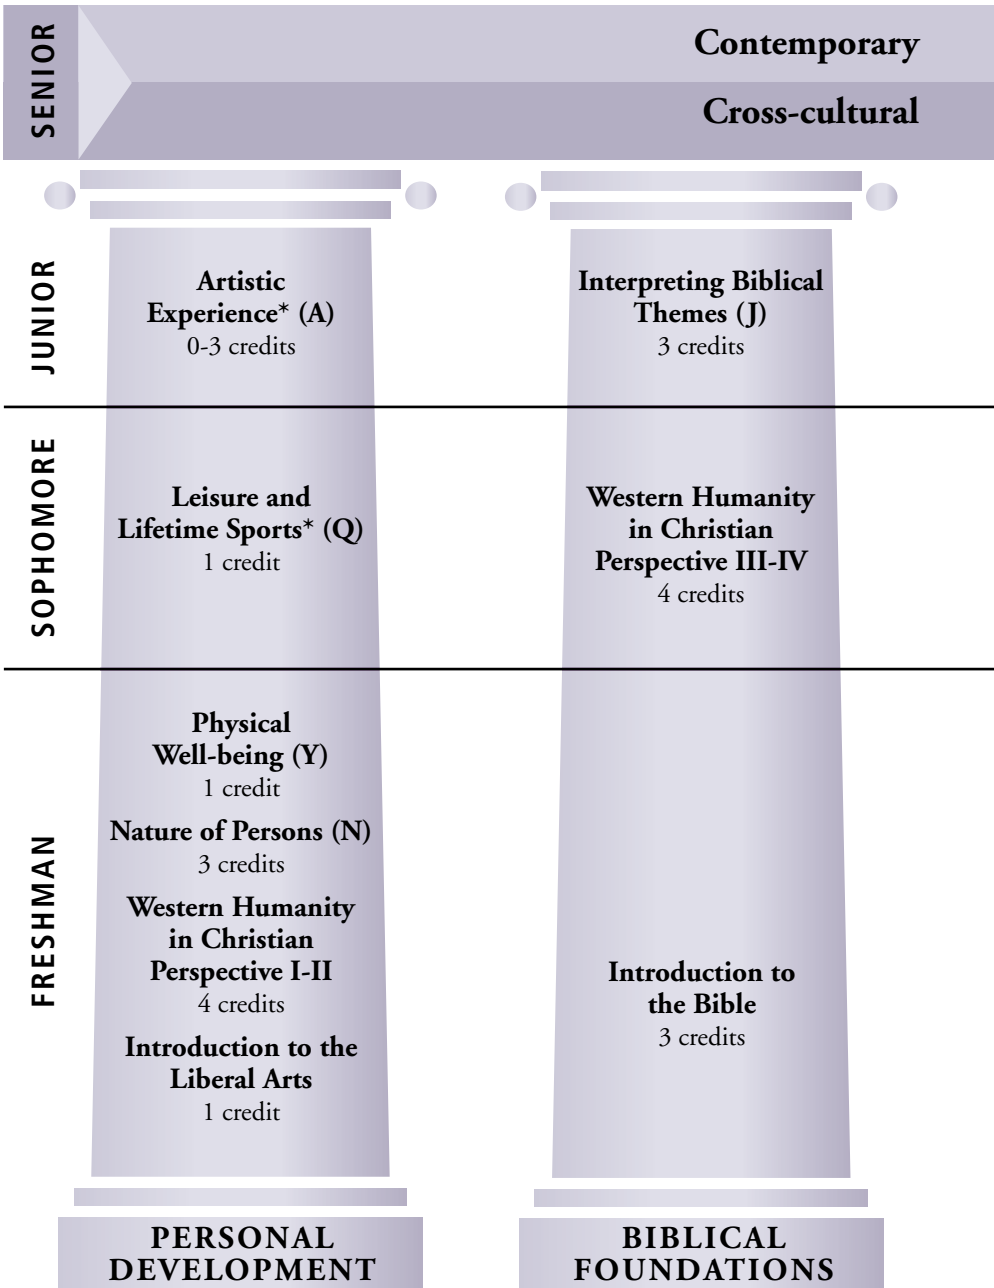 SENIOR
Contemporary
Cross-cultural
JUNIOR
Artistic
Experience* (A)
0-3 credits
Interpreting Biblical
Themes (J)
3 credits
SOPHOMORE
Leisure and
Lifetime Sports* (Q)
1 credit
Western Humanity
in Christian
Perspective III-IV
4 credits
FRESHMAN
Physical
Well-being (Y)
1 credit
Nature of Persons (N)
3 credits
Western Humanity
in Christian
Perspective I-II
4 credits
Introduction to the
Liberal Arts
1 credit
Introduction to
the Bible
3 credits
PERSONAL
DEVELOPMENT
BIBLICAL
FOUNDATIONS